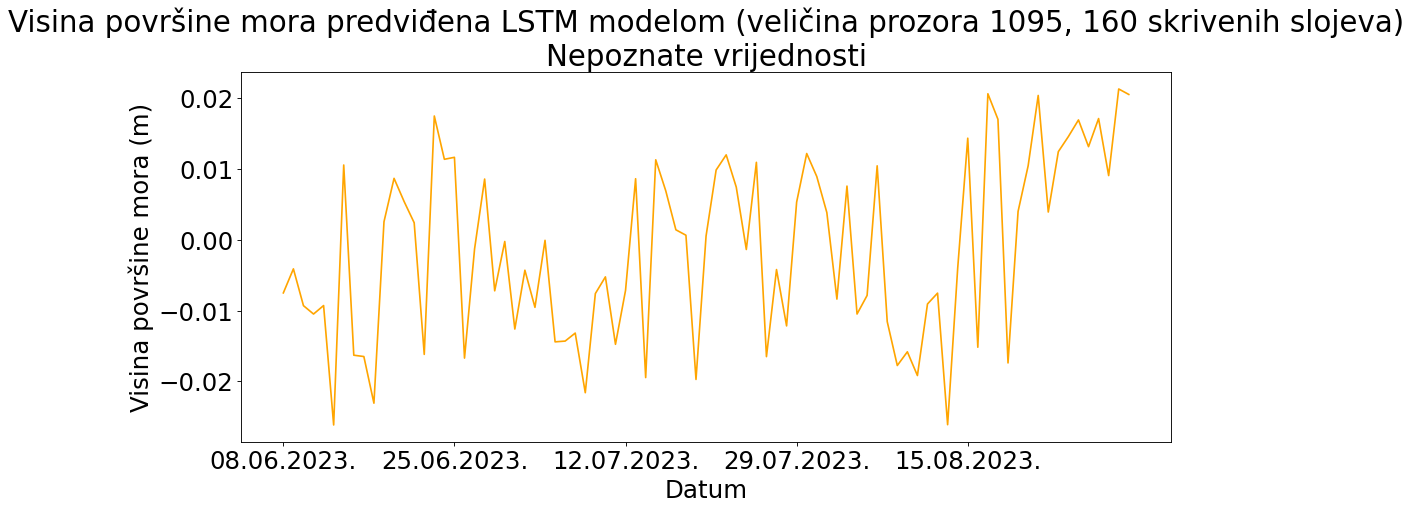 Visina površine mora predviđena LSTM modelom (veličina prozora 1095, 160 skrivenih slojeva)
Nepoznate vrijednosti
Visina površine mora (m)
0.02
0.01
0.00
−0.01
−0.02
08.06.2023. 25.06.2023. 12.07.2023. 29.07.2023. 15.08.2023.
Datum